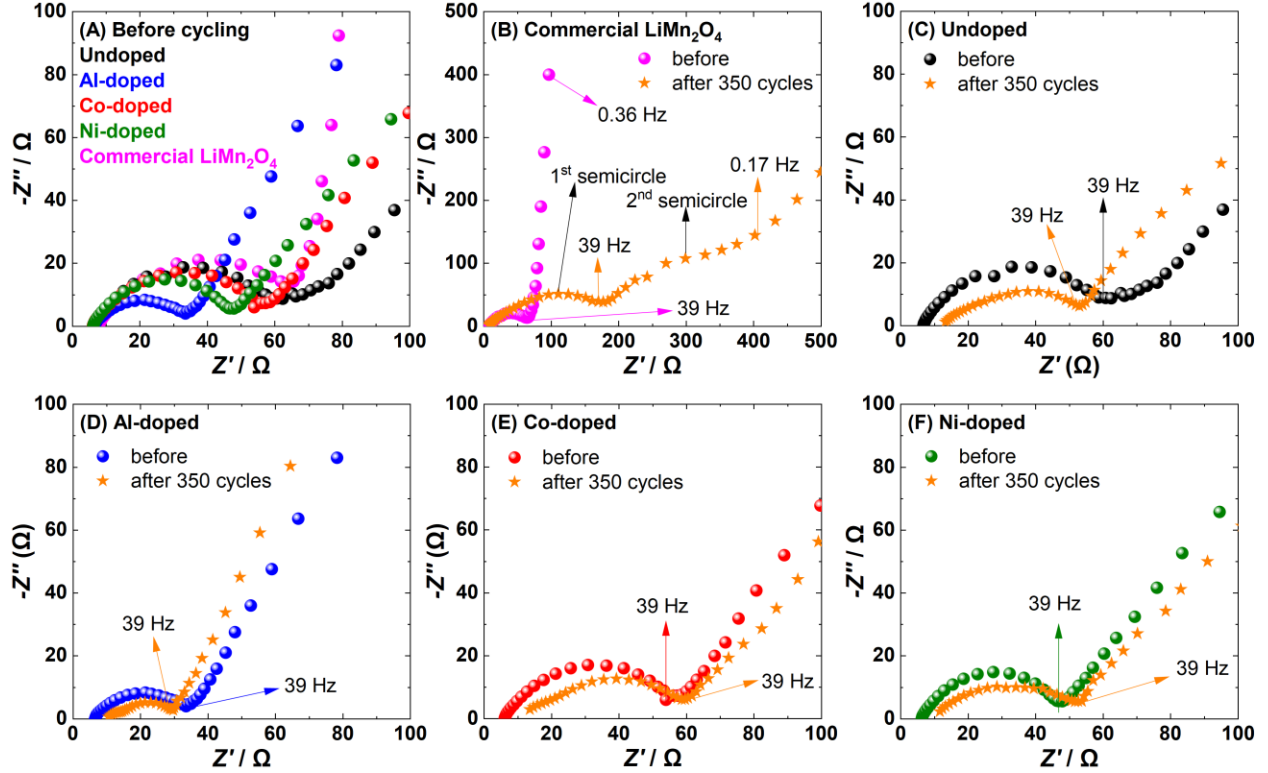 (A) Before cycling
Undoped
Al-doped
Co-doped
Ni-doped
Commercial LiMn₂O₄
100
80
60
40
20
0
-Z'' / Ω
0 20 40 60 80 100
Z' / Ω
(B) Commercial LiMn₂O₄
before
after 350 cycles
0.36 Hz
1st semicircle
2nd semicircle
0.17 Hz
39 Hz
39 Hz
500
400
300
200
100
0
-Z'' / Ω
0 100 200 300 400 500
Z' / Ω
(C) Undoped
before
after 350 cycles
39 Hz
39 Hz
100
80
60
40
20
0
-Z'' / Ω
0 20 40 60 80 100
Z' (Ω)
(D) Al-doped
before
after 350 cycles
39 Hz
39 Hz
100
80
60
40
20
0
-Z'' (Ω)
0 20 40 60 80 100
Z' / Ω
(E) Co-doped
before
after 350 cycles
39 Hz
39 Hz
100
80
60
40
20
0
-Z'' (Ω)
0 20 40 60 80 100
Z' / Ω
(F) Ni-doped
before
after 350 cycles
39 Hz
39 Hz
100
80
60
40
20
0
-Z'' / Ω
0 20 40 60 80 100
Z' / Ω